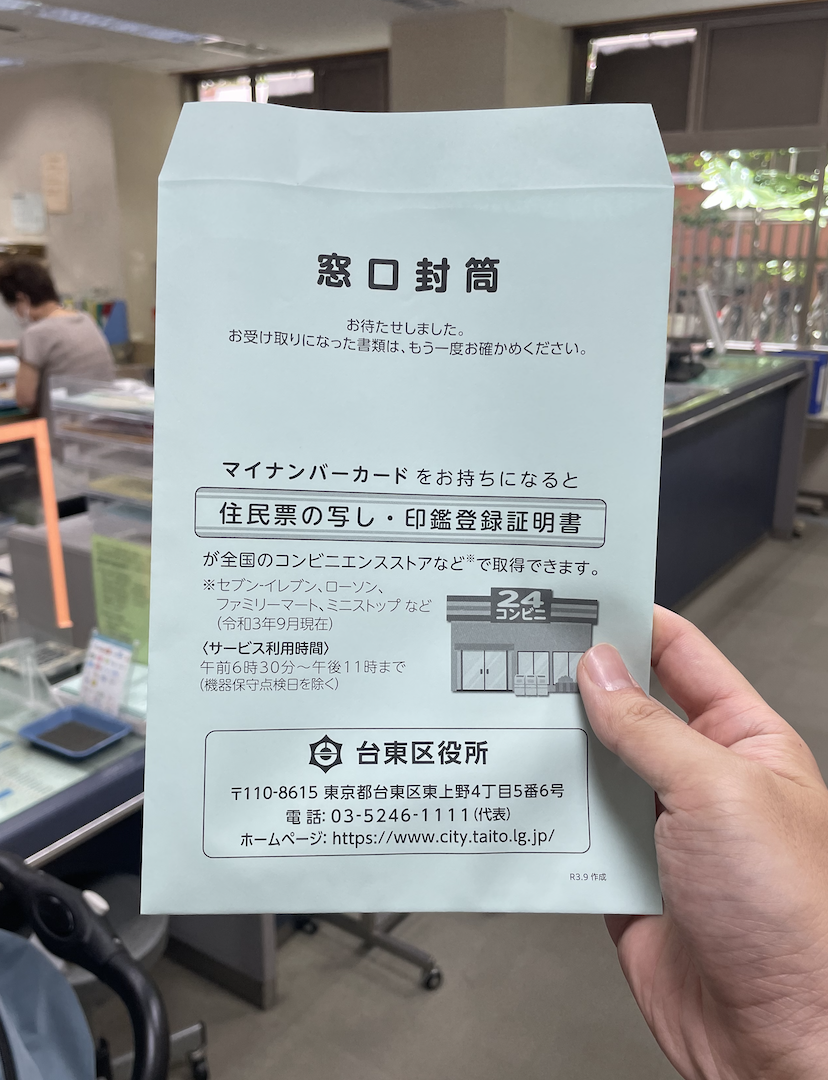 窓口封筒
お待たせしました。
お受け取りになった書類は、もう一度お確かめください。
マイナンバーカードをお持ちになると
住民票の写し・印鑑登録証明書
が全国のコンビニエンスストアなど※で取得できます。
※セブン-イレブン、ローソン、
ファミリーマート、ミニストップ など
(令和3年9月現在)
〈サービス利用時間〉
午前6時30分〜午後11時まで
(機器保守点検日を除く)
24
コンビニ
台東区役所
〒110-8615 東京都台東区東上野4丁目5番6号
電話: 03-5246-1111(代表)
ホームページ: https://www.city.taito.lg.jp/
R3.9 作成